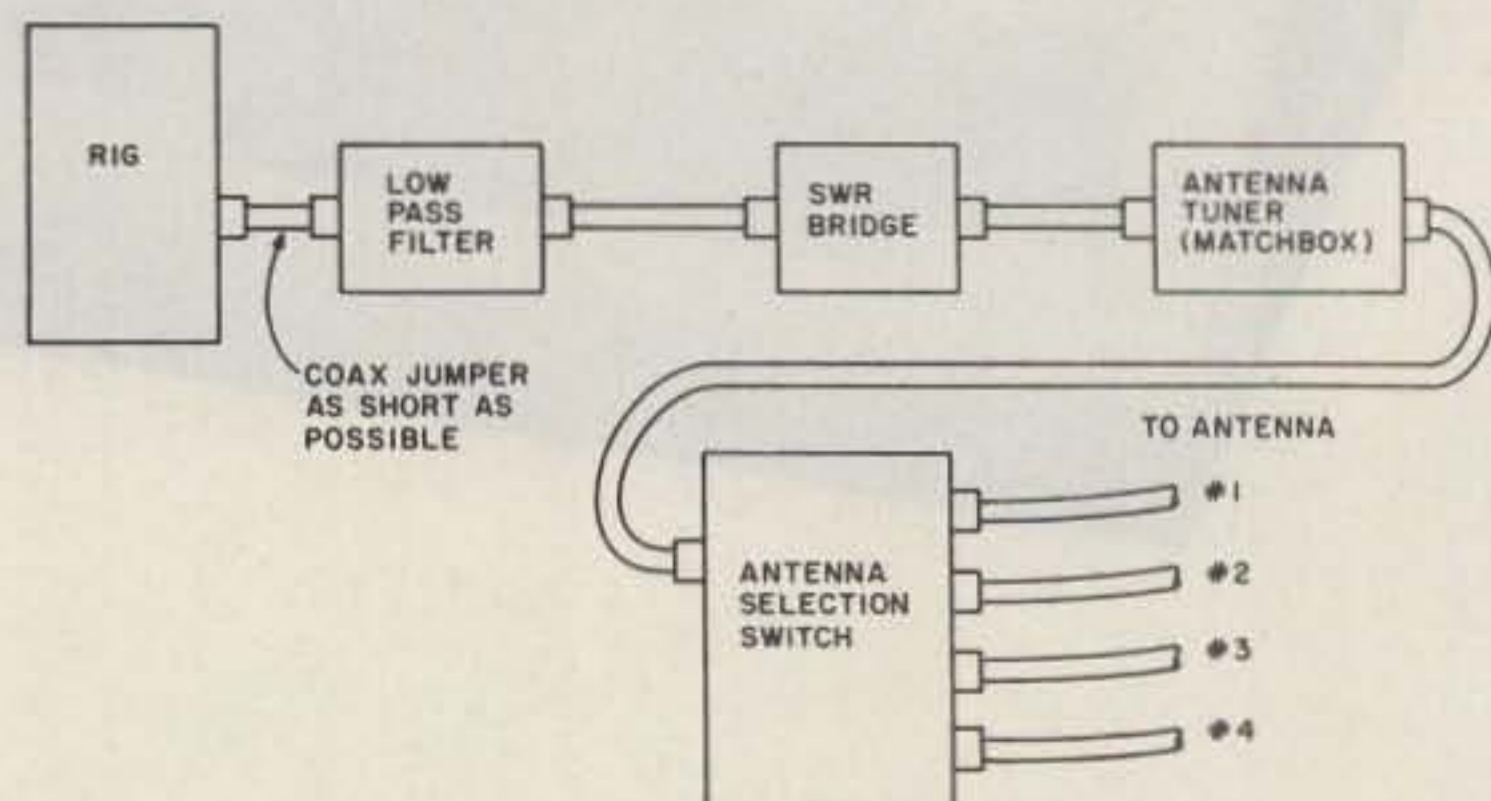 RIG
LOW
PASS
FILTER
SWR
BRIDGE
ANTENNA
TUNER
(MATCHBOX)
COAX JUMPER
AS SHORT AS
POSSIBLE
TO ANTENNA
#1
#2
#3
#4
ANTENNA
SELECTION
SWITCH